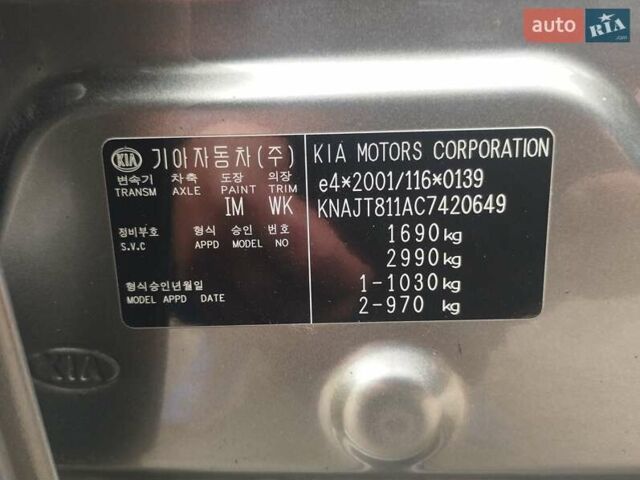 auto RIA.com
KIA 기아자동차(주)
변속기 차축 도장 의장
TRANSM AXLE PAINT TRIM
IM WK
정비부호 형식 승인 번호
S.V.C APPD MODEL NO
형식승인년월일
MODEL APPD DATE
KIA MOTORS CORPORATION
e4*2001/116*0139
KNAJT811AC7420649
1690kg
2990kg
1-1030kg
2-970 kg
KIA